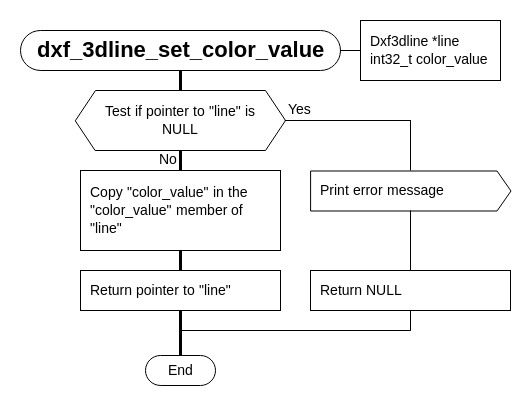 dxf_3dline_set_color_value
Dxf3dline *line
int32_t color_value
Test if pointer to "line" is
NULL
Yes
No
Copy "color_value" in the
"color_value" member of
"line"
Print error message
Return pointer to "line"
Return NULL
End